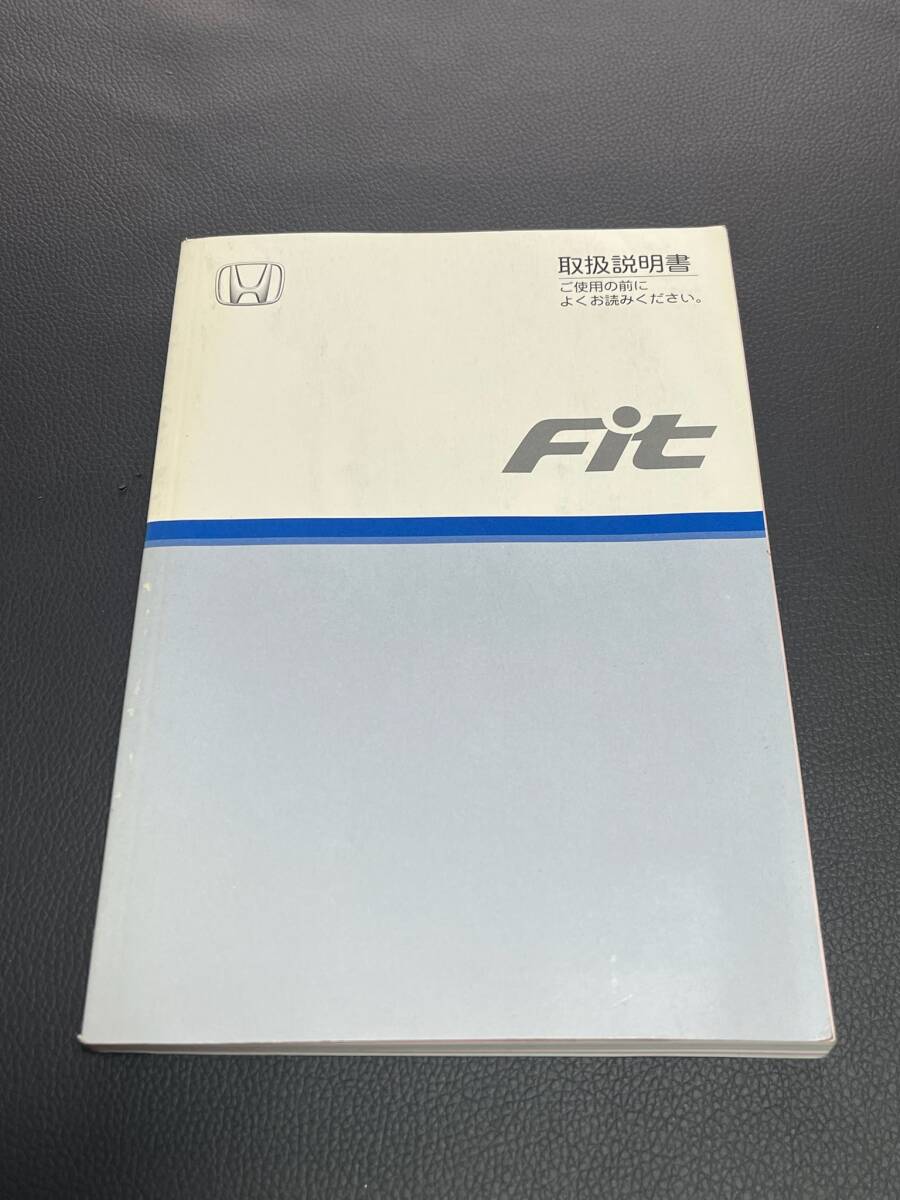 取扱説明書
ご使用の前に
よくお読みください。
Fit